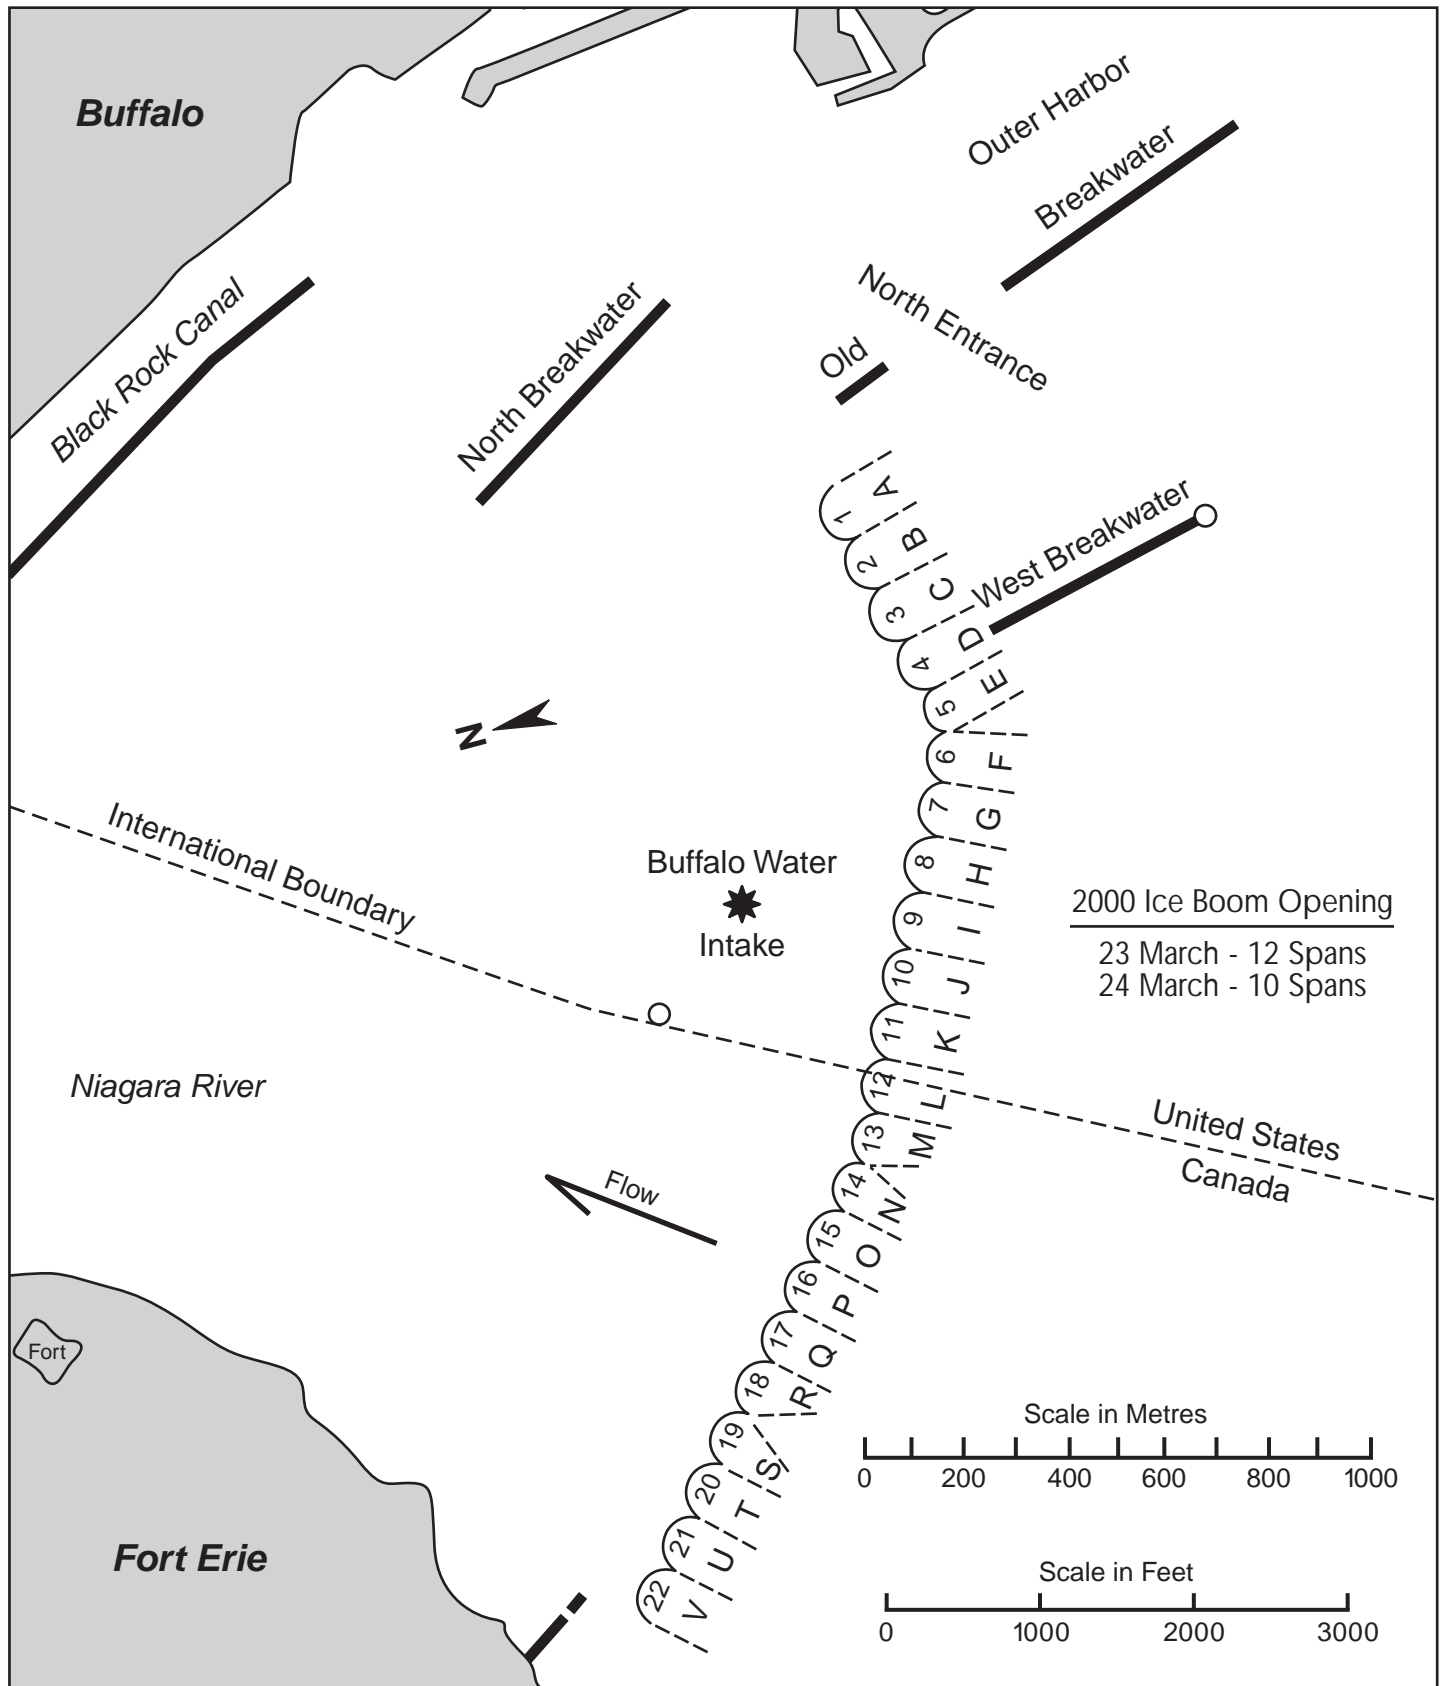 Buffalo
Outer Harbor
Breakwater
Black Rock Canal
North Breakwater
North Entrance
Old
West Breakwater
1 A
2 B
3 C
4 D
5 E
6 F
7 G
8 H
9 I
10 J
11 K
12 L
13 M
14 N
15 O
16 P
17 Q
18 R
19 S
20 T
21 U
22 V
N
International Boundary
Buffalo Water
Intake
2000 Ice Boom Opening
23 March - 12 Spans
24 March - 10 Spans
Niagara River
United States
Canada
Flow
Fort
Fort Erie
Scale in Metres
0 200 400 600 800 1000
Scale in Feet
0 1000 2000 3000